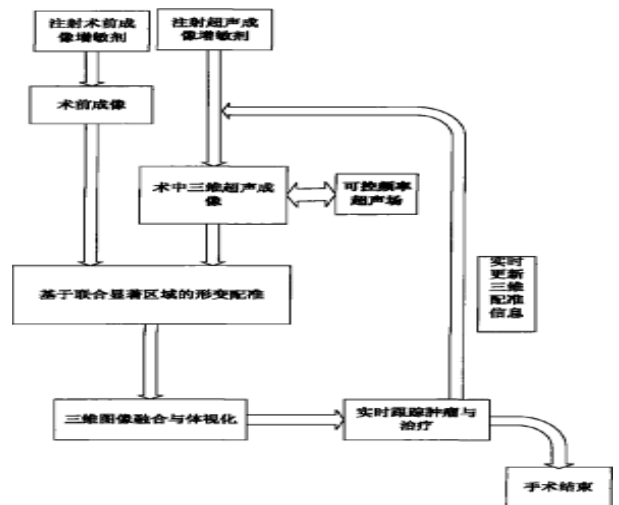 注射术前成
像增敏剂
注射超声成
像增敏剂
术前成像
术中三维超声成
像
可控频率
超声场
基于联合显著区域的形变配准
实时
更新
三维
配准
信息
三维图像融合与体视化
实时跟踪肿瘤与
治疗
手术结束